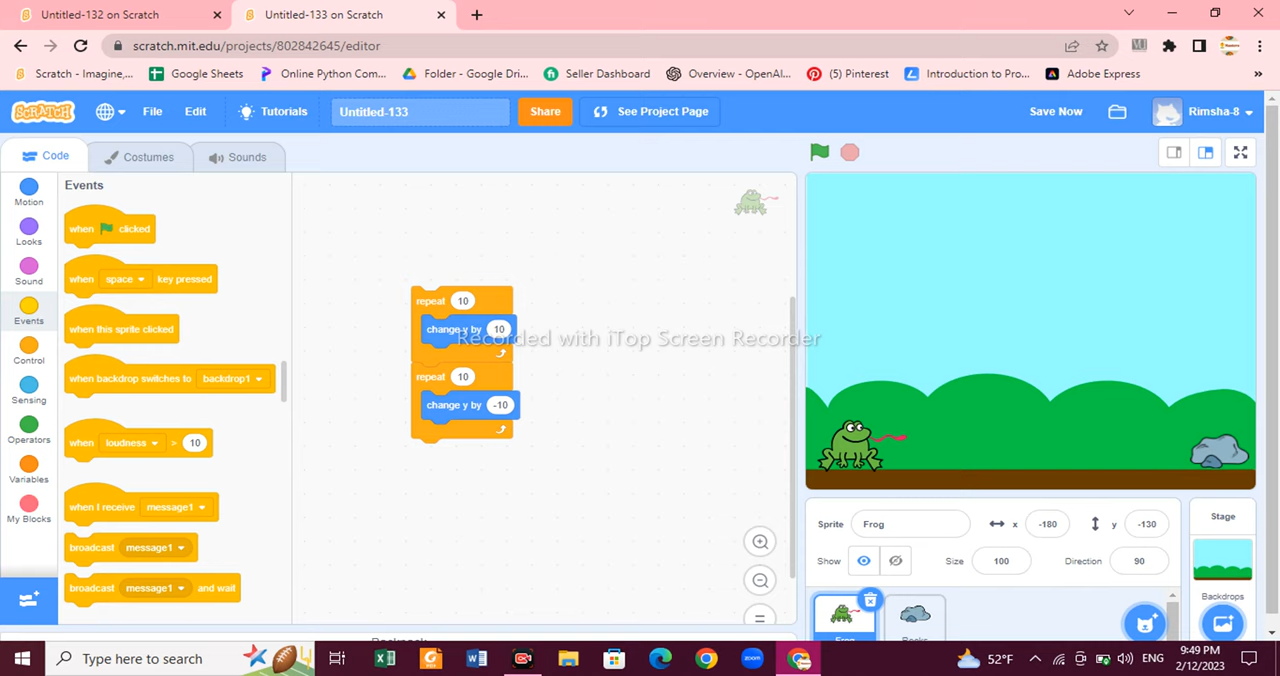 Untitled-132 on Scratch
Untitled-133 on Scratch
scratch.mit.edu/projects/802842645/editor
Scratch - Imagine,...
Google Sheets
Online Python Com...
Folder - Google Dri...
Seller Dashboard
Overview - OpenAI...
(5) Pinterest
Introduction to Pro...
Adobe Express
»
SCRATCH
File
Edit
Tutorials
Untitled-133
Share
See Project Page
Save Now
Rimsha-8
Code
Costumes
Sounds
Motion
Looks
Sound
Events
Control
Sensing
Operators
Variables
My Blocks
Events
when clicked
when space key pressed
when this sprite clicked
when backdrop switches to backdrop1
when loudness > 10
when I receive message1
broadcast message1
broadcast message1 and wait
repeat 10
change y by 10
repeat 10
change y by -10
Recorded with iTop Screen Recorder
Sprite
Frog
x
-180
y
-130
Show
Size
100
Direction
90
Stage
Backdrops
Frog
Rocks
Backpack
Type here to search
52°F
ENG
9:49 PM
2/12/2023